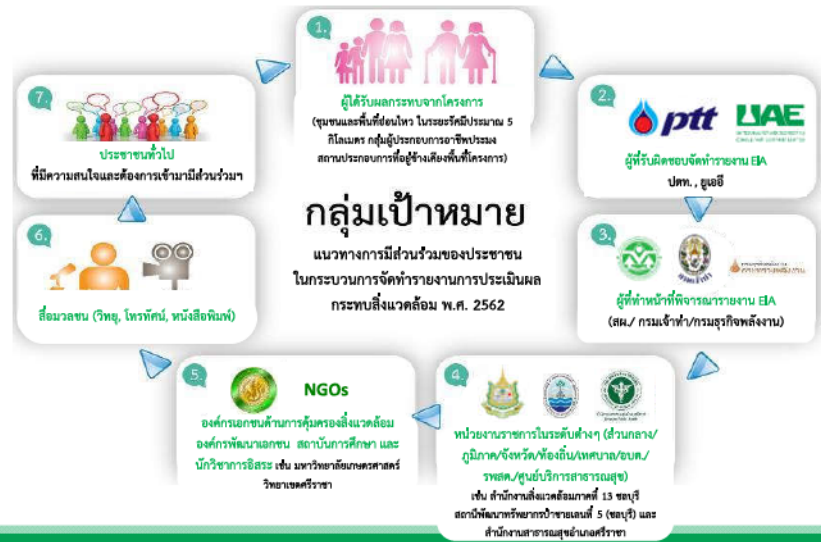 1.
ผู้ได้รับผลกระทบจากโครงการ
(ชุมชนและพื้นที่อ่อนไหว ในระยะรัศมีประมาณ 5
กิโลเมตร กลุ่มผู้ประกอบการอาชีพประมง
สถานประกอบการที่อยู่ข้างเคียงพื้นที่โครงการ)
2.
ptt UAE
ผู้ที่รับผิดชอบจัดทำรายงาน EIA
ปตท. , ยูเออี
กลุ่มเป้าหมาย
แนวทางการมีส่วนร่วมของประชาชน
ในกระบวนการจัดทำรายงานการประเมินผล
กระทบสิ่งแวดล้อม พ.ศ. 2562
3.
กรมเจ้าท่า
ผู้ที่ทำหน้าที่พิจารณารายงาน EIA
(สผ./ กรมเจ้าท่า/กรมธุรกิจพลังงาน)
4.
หน่วยงานราชการในระดับต่างๆ (ส่วนกลาง/
ภูมิภาค/จังหวัด/ท้องถิ่น/เทศบาล/อบต./
รพสต./ศูนย์บริการสาธารณสุข)
เช่น สำนักงานสิ่งแวดล้อมภาคที่ 13 ชลบุรี
สถานีพัฒนาทรัพยากรป่าชายเลนที่ 5 (ชลบุรี) และ
สำนักงานสาธารณสุขอำเภอศรีราชา
5.
NGOs
องค์กรเอกชนด้านการคุ้มครองสิ่งแวดล้อม
องค์กรพัฒนาเอกชน สถาบันการศึกษา และ
นักวิชาการอิสระ เช่น มหาวิทยาลัยเกษตรศาสตร์
วิทยาเขตศรีราชา
6.
สื่อมวลชน (วิทยุ, โทรทัศน์, หนังสือพิมพ์)
7.
ประชาชนทั่วไป
ที่มีความสนใจและต้องการเข้ามามีส่วนร่วมฯ